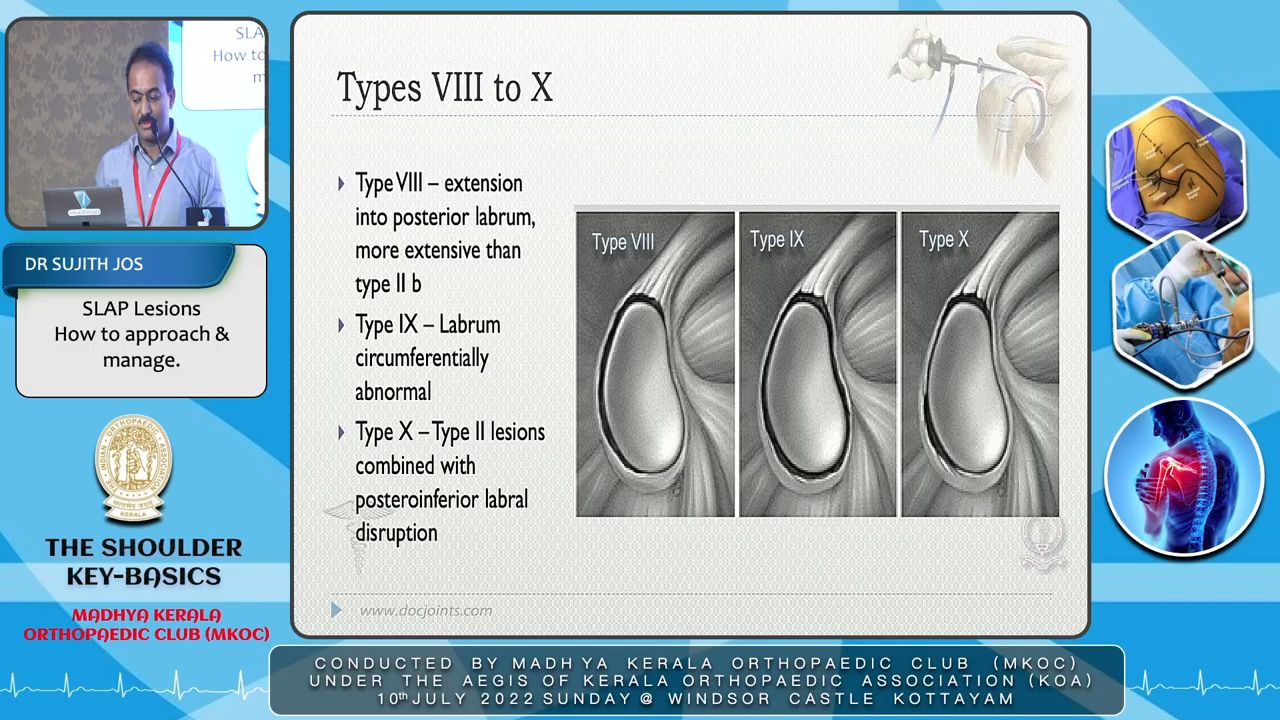 SLA
How to
m
DR SUJITH JOS
SLAP Lesions
How to approach &
manage.
THE SHOULDER
KEY-BASICS
MADHYA KERALA
ORTHOPAEDIC CLUB (MKOC)
Types VIII to X
Type VIII – extension
into posterior labrum,
more extensive than
type II b
Type IX – Labrum
circumferentially
abnormal
Type X – Type II lesions
combined with
posteroinferior labral
disruption
Type VIII
Type IX
Type X
www.docjoints.com
CONDUCTED BY MADHYA KERALA ORTHOPAEDIC CLUB (MKOC)
UNDER THE AEGIS OF KERALA ORTHOPAEDIC ASSOCIATION (KOA)
10th JULY 2022 SUNDAY @ WINDSOR CASTLE KOTTAYAM